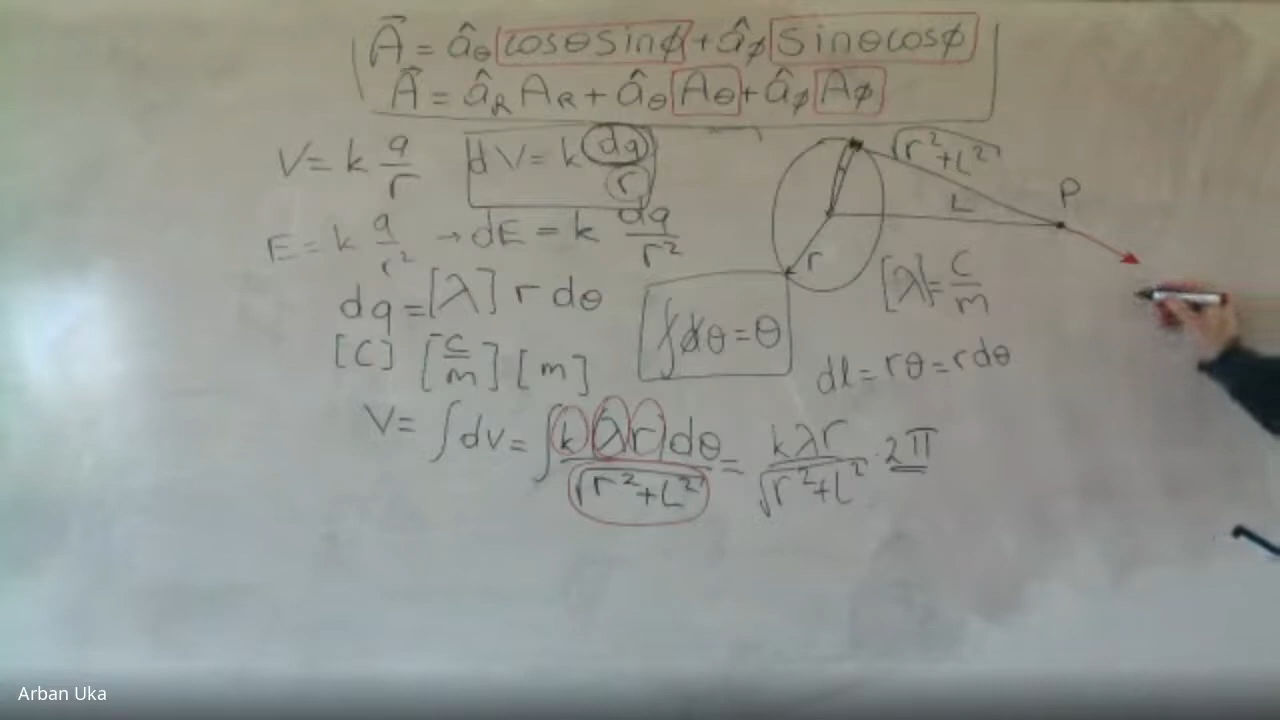 A⃗ = â_θ cosθ sinϕ + â_ϕ sinθ cosϕ
A⃗ = â_R A_R + â_θ A_θ + â_ϕ A_ϕ
V = k q/r   dV = k dq/r
√(r²+L²)
L   P
E = k q/r² → dE = k dq/r²
r   [λ] = C/m
dq = [λ] r dθ
[C] [C/m] [m]
∫dθ = θ
dl = rθ = rdθ
V = ∫dV = ∫ kλr dθ / √(r²+L²) = kλr / √(r²+L²) · 2π
Arban Uka